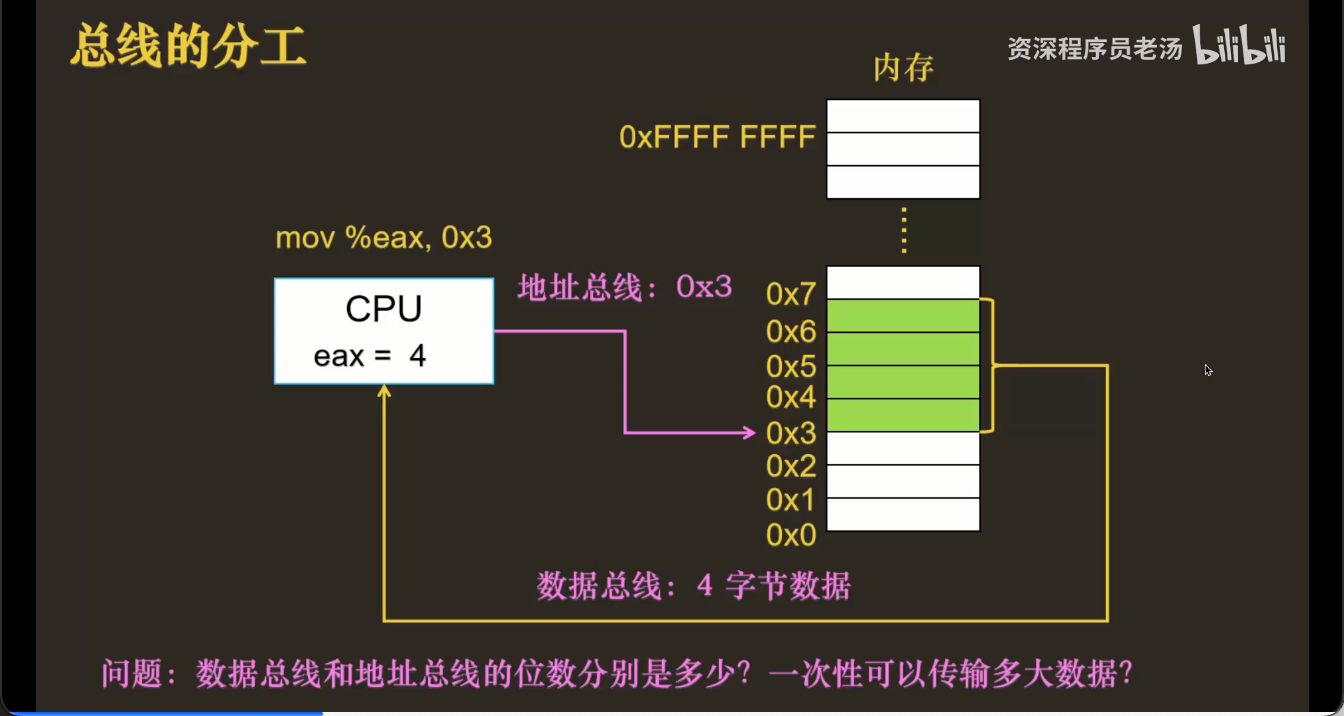 总线的分工
资深程序员老汤 bilibili
内存
0xFFFF FFFF
mov %eax, 0x3
CPU
eax = 4
地址总线：0x3
0x7
0x6
0x5
0x4
0x3
0x2
0x1
0x0
数据总线：4 字节数据
问题：数据总线和地址总线的位数分别是多少？一次性可以传输多大数据？